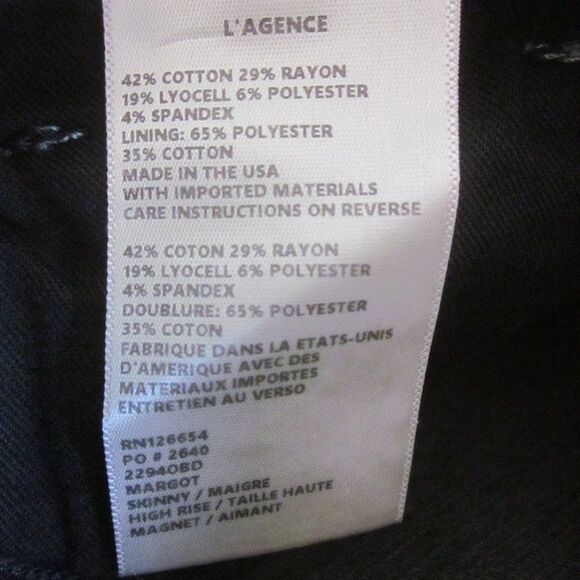 L'AGENCE
42% COTTON 29% RAYON
19% LYOCELL 6% POLYESTER
4% SPANDEX
LINING: 65% POLYESTER
35% COTTON
MADE IN THE USA
WITH IMPORTED MATERIALS
CARE INSTRUCTIONS ON REVERSE
42% COTON 29% RAYON
19% LYOCELL 6% POLYESTER
4% SPANDEX
DOUBLURE: 65% POLYESTER
35% COTON
FABRIQUE DANS LA ETATS-UNIS
D'AMERIQUE AVEC DES
MATERIAUX IMPORTES
ENTRETIEN AU VERSO
RN126654
PO # 2640
2294OBD
MARGOT
SKINNY / MAIGRE
HIGH RISE / TAILLE HAUTE
MAGNET / AIMANT